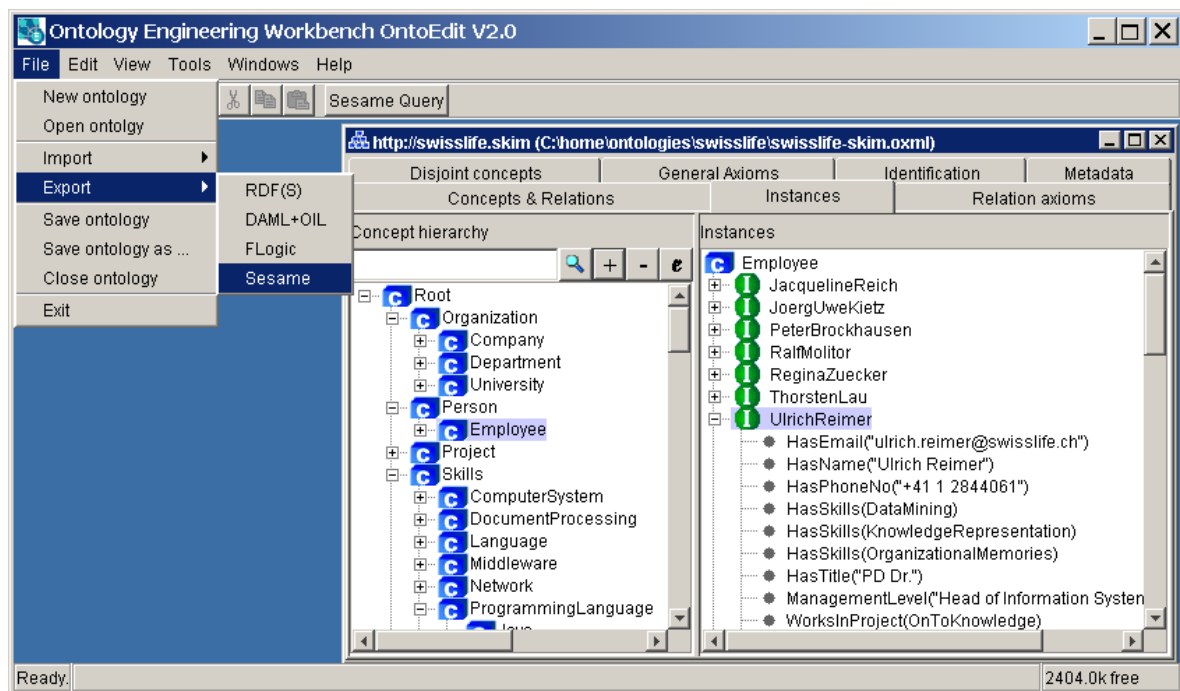 Ontology Engineering Workbench OntoEdit V2.0
File Edit View Tools Windows Help
New ontology
Open ontolgy
Import
Export
Save ontology
Save ontology as ...
Close ontology
Exit
RDF(S)
DAML+OIL
FLogic
Sesame
Sesame Query
http://swisslife.skim (C:\home\ontologies\swisslife\swisslife-skim.oxml)
Disjoint concepts General Axioms Identification Metadata
Concepts & Relations Instances Relation axioms
Concept hierarchy
+ - e
Root
Organization
Company
Department
University
Person
Employee
Project
Skills
ComputerSystem
DocumentProcessing
Language
Middleware
Network
ProgrammingLanguage
Java
Instances
Employee
JacquelineReich
JoergUweKietz
PeterBrockhausen
RalfMolitor
ReginaZuecker
ThorstenLau
UlrichReimer
HasEmail("ulrich.reimer@swisslife.ch")
HasName("Ulrich Reimer")
HasPhoneNo("+41 1 2844061")
HasSkills(DataMining)
HasSkills(KnowledgeRepresentation)
HasSkills(OrganizationalMemories)
HasTitle("PD Dr.")
ManagementLevel("Head of Information System
WorksInProject(OnToKnowledge)
Ready.
2404.0k free